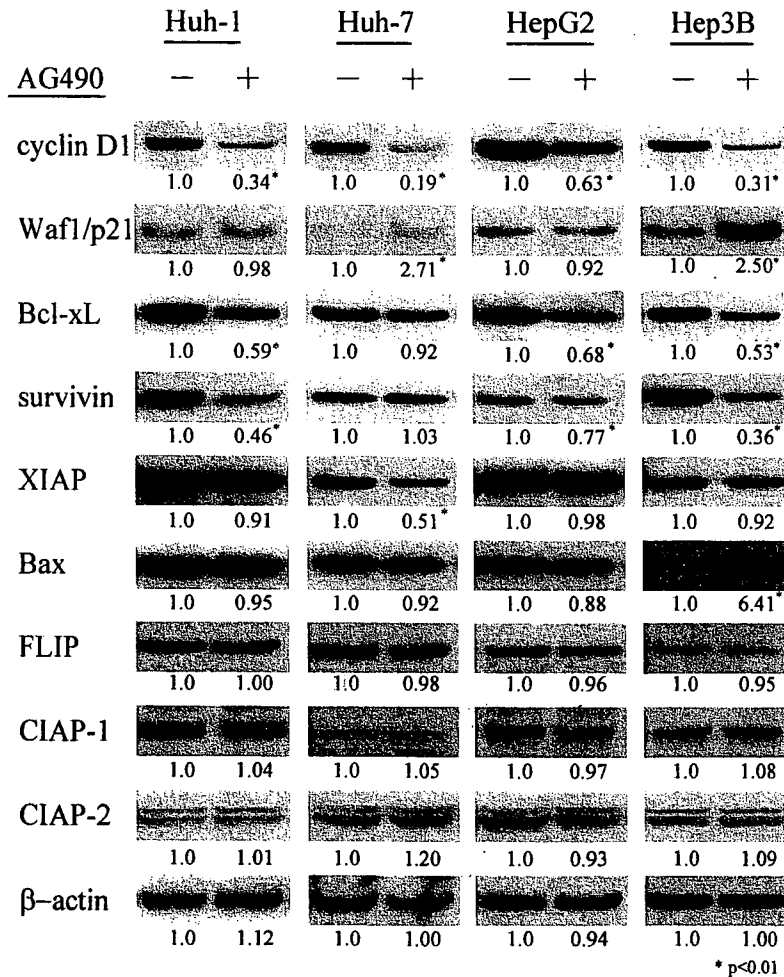 Huh-1 Huh-7 HepG2 Hep3B
AG490 − + − + − + − +
cyclin D1
1.0 0.34* 1.0 0.19* 1.0 0.63* 1.0 0.31*
Waf1/p21
1.0 0.98 1.0 2.71* 1.0 0.92 1.0 2.50*
Bcl-xL
1.0 0.59* 1.0 0.92 1.0 0.68* 1.0 0.53*
survivin
1.0 0.46* 1.0 1.03 1.0 0.77* 1.0 0.36*
XIAP
1.0 0.91 1.0 0.51* 1.0 0.98 1.0 0.92
Bax
1.0 0.95 1.0 0.92 1.0 0.88 1.0 6.41*
FLIP
1.0 1.00 1.0 0.98 1.0 0.96 1.0 0.95
CIAP-1
1.0 1.04 1.0 1.05 1.0 0.97 1.0 1.08
CIAP-2
1.0 1.01 1.0 1.20 1.0 0.93 1.0 1.09
β-actin
1.0 1.12 1.0 1.00 1.0 0.94 1.0 1.00
* p<0.01